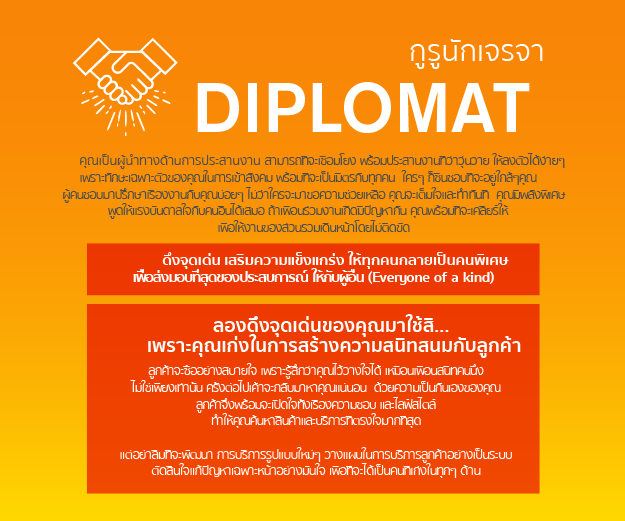 กูรูนักเจรจา
DIPLOMAT
คุณเป็นผู้นำทางด้านการประสานงาน สามารถที่จะเชื่อมโยง พร้อมประสานงานที่ว่าวุ่นวาย ให้ลงตัวได้ง่ายๆ
เพราะทักษะเฉพาะตัวของคุณในการเข้าสังคม พร้อมที่จะเป็นมิตรกับทุกคน ใครๆ ก็ชื่นชอบที่จะอยู่ใกล้ๆคุณ
ผู้คนชอบมาปรึกษาเรื่องงานกับคุณบ่อยๆ ไม่ว่าใครจะมาขอความช่วยเหลือ คุณจะเต็มใจและทำทันที คุณมีพลังพิเศษ
พูดให้แรงบันดาลใจกับคนอื่นได้เสมอ ถ้าเพื่อนร่วมงานเกิดมีปัญหากัน คุณพร้อมที่จะเคลียร์ให้
เพื่อให้งานของส่วนรวมเดินหน้าโดยไม่ติดขัด
ดึงจุดเด่น เสริมความแข็งแกร่ง ให้ทุกคนกลายเป็นคนพิเศษ
เพื่อส่งมอบที่สุดของประสบการณ์ ให้กับผู้อื่น (Everyone of a kind)
ลองดึงจุดเด่นของคุณมาใช้สิ...
เพราะคุณเก่งในการสร้างความสนิทสนมกับลูกค้า
ลูกค้าจะซื้ออย่างสบายใจ เพราะรู้สึกว่าคุณไว้วางใจได้ เหมือนเพื่อนสนิทคนนึง
ไม่ใช่เพียงเท่านั้น ครั้งต่อไปเค้าจะกลับมาหาคุณแน่นอน ด้วยความเป็นกันเองของคุณ
ลูกค้าจึงพร้อมจะเปิดใจทั้งเรื่องความชอบ และไลฟ์สไตล์
ทำให้คุณค้นหาสินค้าและบริการที่ตรงใจมากที่สุด
แต่อย่าลืมที่จะพัฒนา การบริการรูปแบบใหม่ๆ วางแผนในการบริการลูกค้าอย่างเป็นระบบ
ตัดสินใจแก้ปัญหาเฉพาะหน้าอย่างมั่นใจ เพื่อที่จะได้เป็นคนที่เก่งในทุกๆ ด้าน